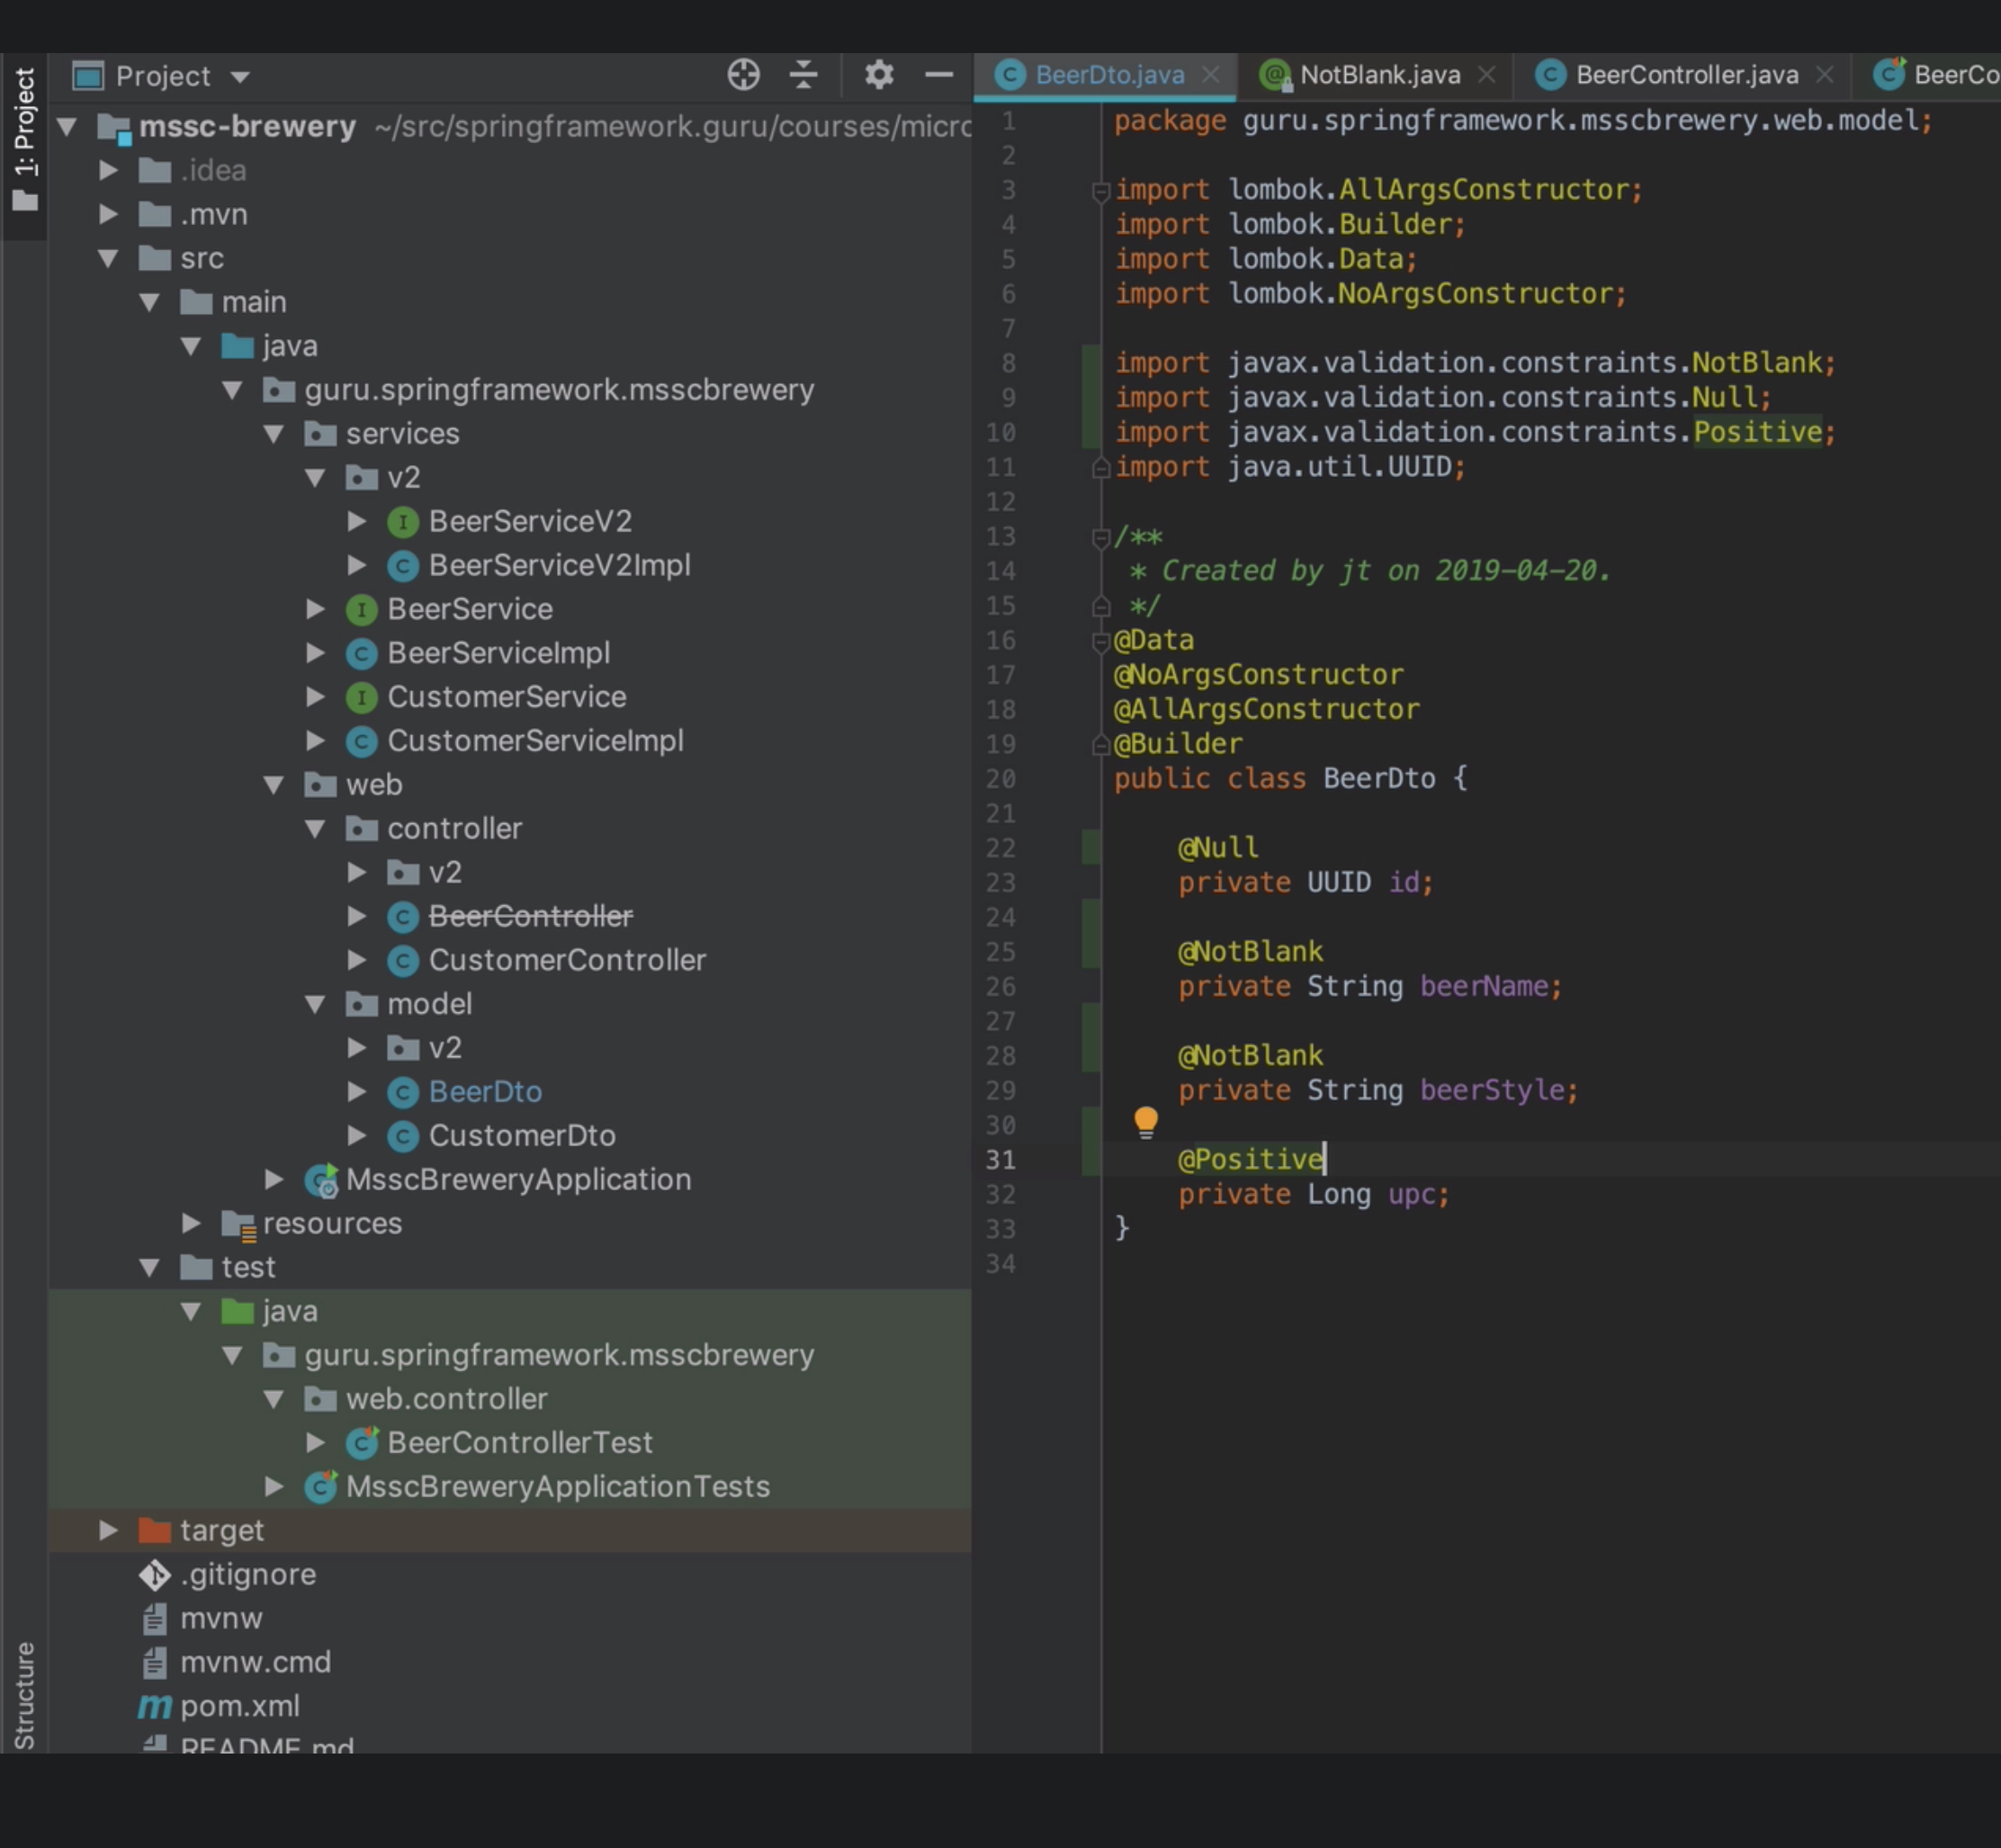 1: Project
Structure
Project
mssc-brewery ~/src/springframework.guru/courses/micro
.idea
.mvn
src
main
java
guru.springframework.msscbrewery
services
v2
BeerServiceV2
BeerServiceV2Impl
BeerService
BeerServiceImpl
CustomerService
CustomerServiceImpl
web
controller
v2
BeerController
CustomerController
model
v2
BeerDto
CustomerDto
MsscBreweryApplication
resources
test
java
guru.springframework.msscbrewery
web.controller
BeerControllerTest
MsscBreweryApplicationTests
target
.gitignore
mvnw
mvnw.cmd
pom.xml
README.md
BeerDto.java NotBlank.java BeerController.java BeerCo
1 package guru.springframework.msscbrewery.web.model;
2
3 import lombok.AllArgsConstructor;
4 import lombok.Builder;
5 import lombok.Data;
6 import lombok.NoArgsConstructor;
7
8 import javax.validation.constraints.NotBlank;
9 import javax.validation.constraints.Null;
10 import javax.validation.constraints.Positive;
11 import java.util.UUID;
12
13 /**
14 * Created by jt on 2019-04-20.
15 */
16 @Data
17 @NoArgsConstructor
18 @AllArgsConstructor
19 @Builder
20 public class BeerDto {
21
22 @Null
23 private UUID id;
24
25 @NotBlank
26 private String beerName;
27
28 @NotBlank
29 private String beerStyle;
30
31 @Positive
32 private Long upc;
33 }
34